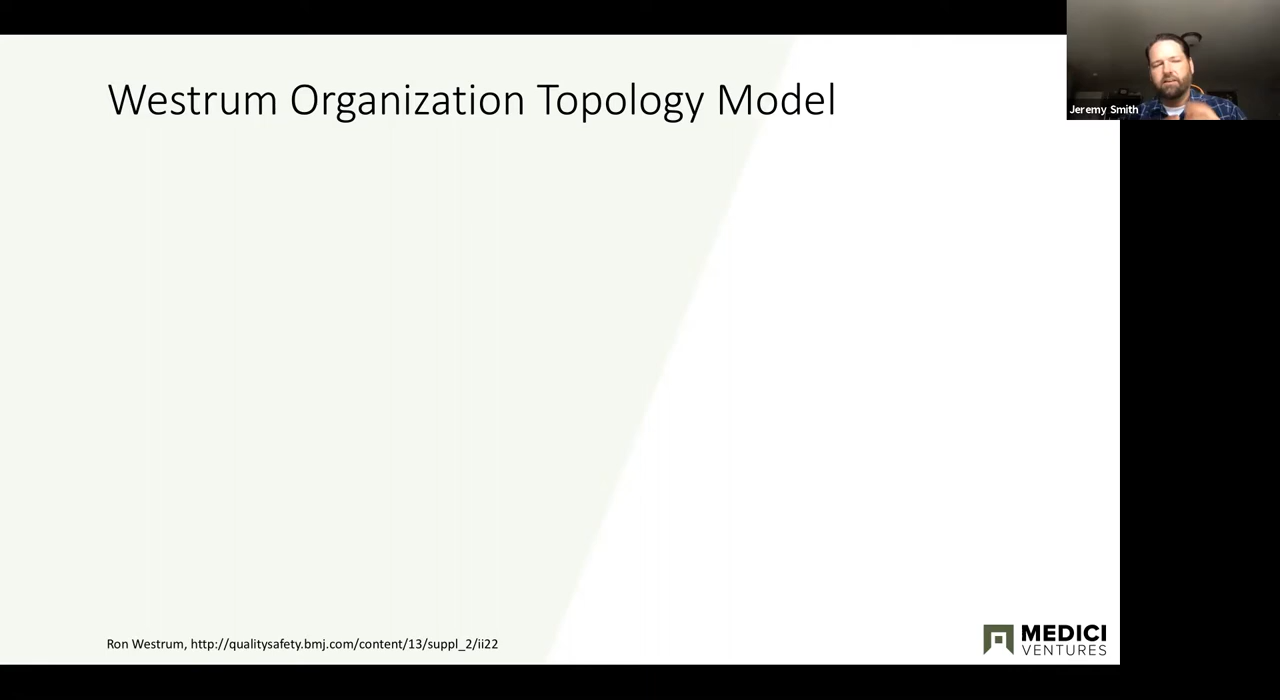 Westrum Organization Topology Model
Jeremy Smith
Ron Westrum, http://qualitysafety.bmj.com/content/13/suppl_2/ii22
MEDICI
VENTURES